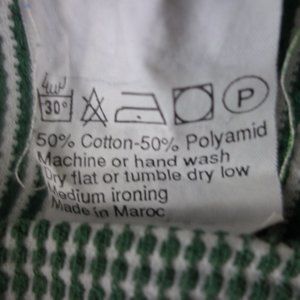 30°
P
50% Cotton-50% Polyamid
Machine or hand wash
Dry flat or tumble dry low
Medium ironing
Made in Maroc